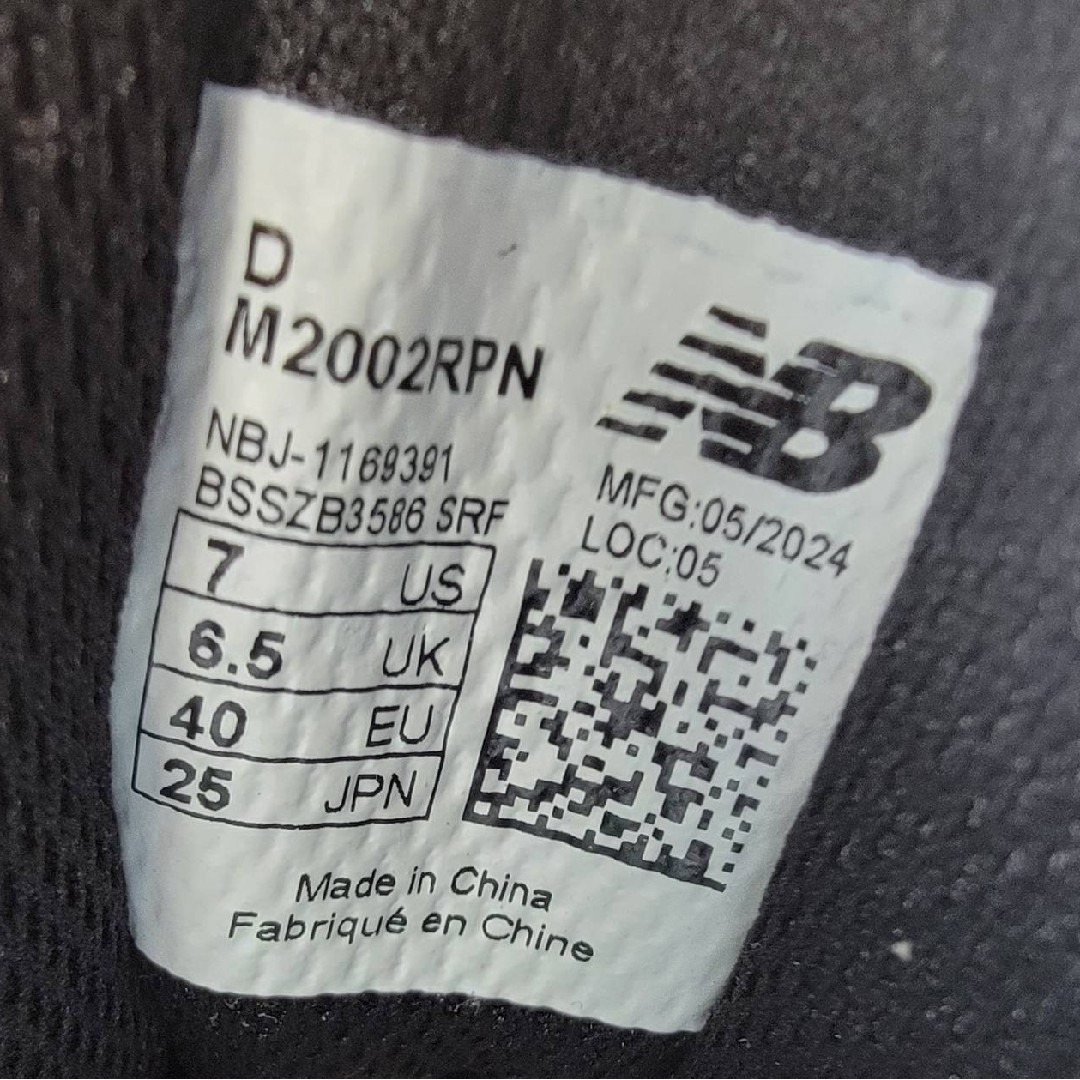 D
M2002RPN
NB
NBJ-1169391
BSSZB3586 SRF
MFG:05/2024
LOC:05
7 US
6.5 UK
40 EU
25 JPN
Made in China
Fabriqué en Chine